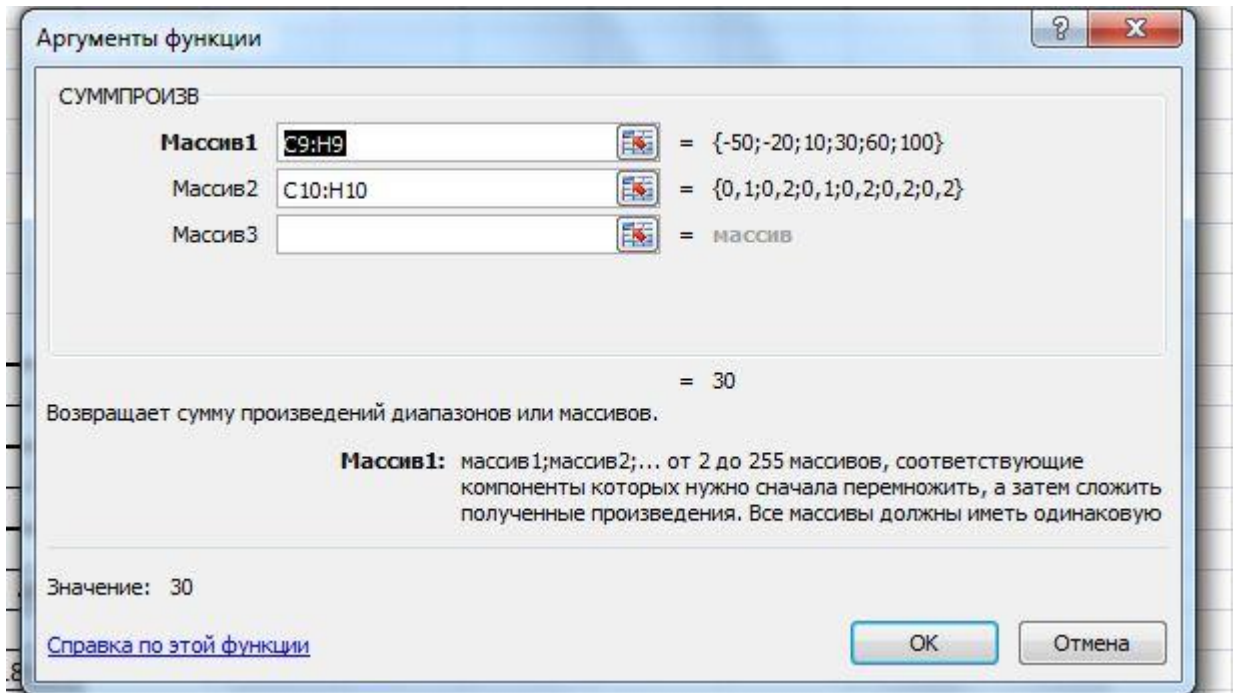 Аргументы функции
СУММПРОИЗВ
Массив1 C9:H9 = {-50;-20;10;30;60;100}
Массив2 C10:H10 = {0,1;0,2;0,1;0,2;0,2;0,2}
Массив3 = массив
= 30
Возвращает сумму произведений диапазонов или массивов.
Массив1: массив1;массив2;... от 2 до 255 массивов, соответствующие
компоненты которых нужно сначала перемножить, а затем сложить
полученные произведения. Все массивы должны иметь одинаковую
Значение: 30
Справка по этой функции OK Отмена